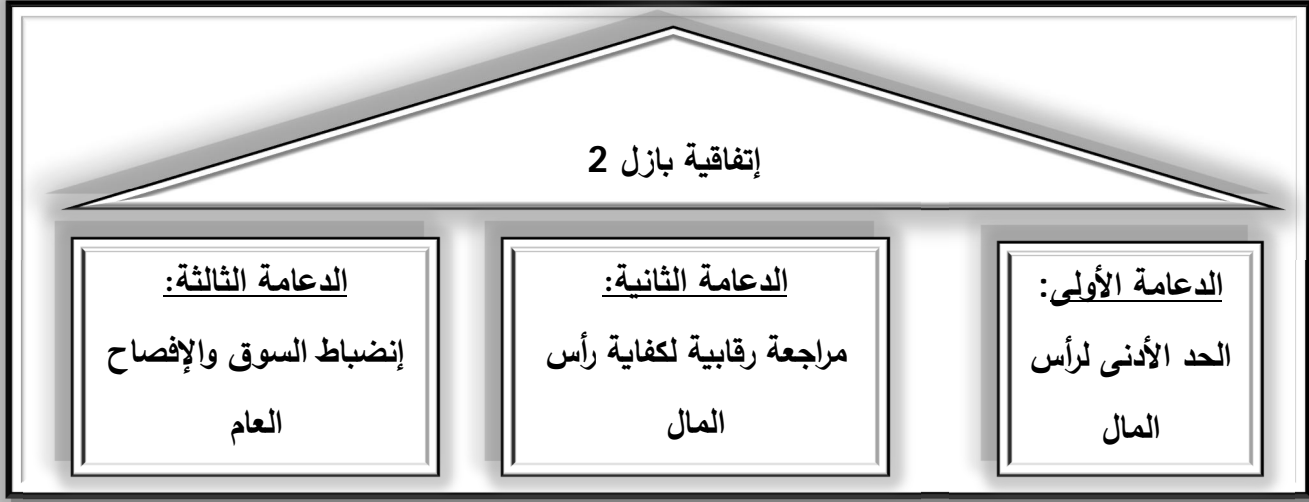 إتفاقية بازل 2
الدعامة الأولى:
الحد الأدنى لرأس
المال
الدعامة الثانية:
مراجعة رقابية لكفاية رأس
المال
الدعامة الثالثة:
إنضباط السوق والإفصاح
العام